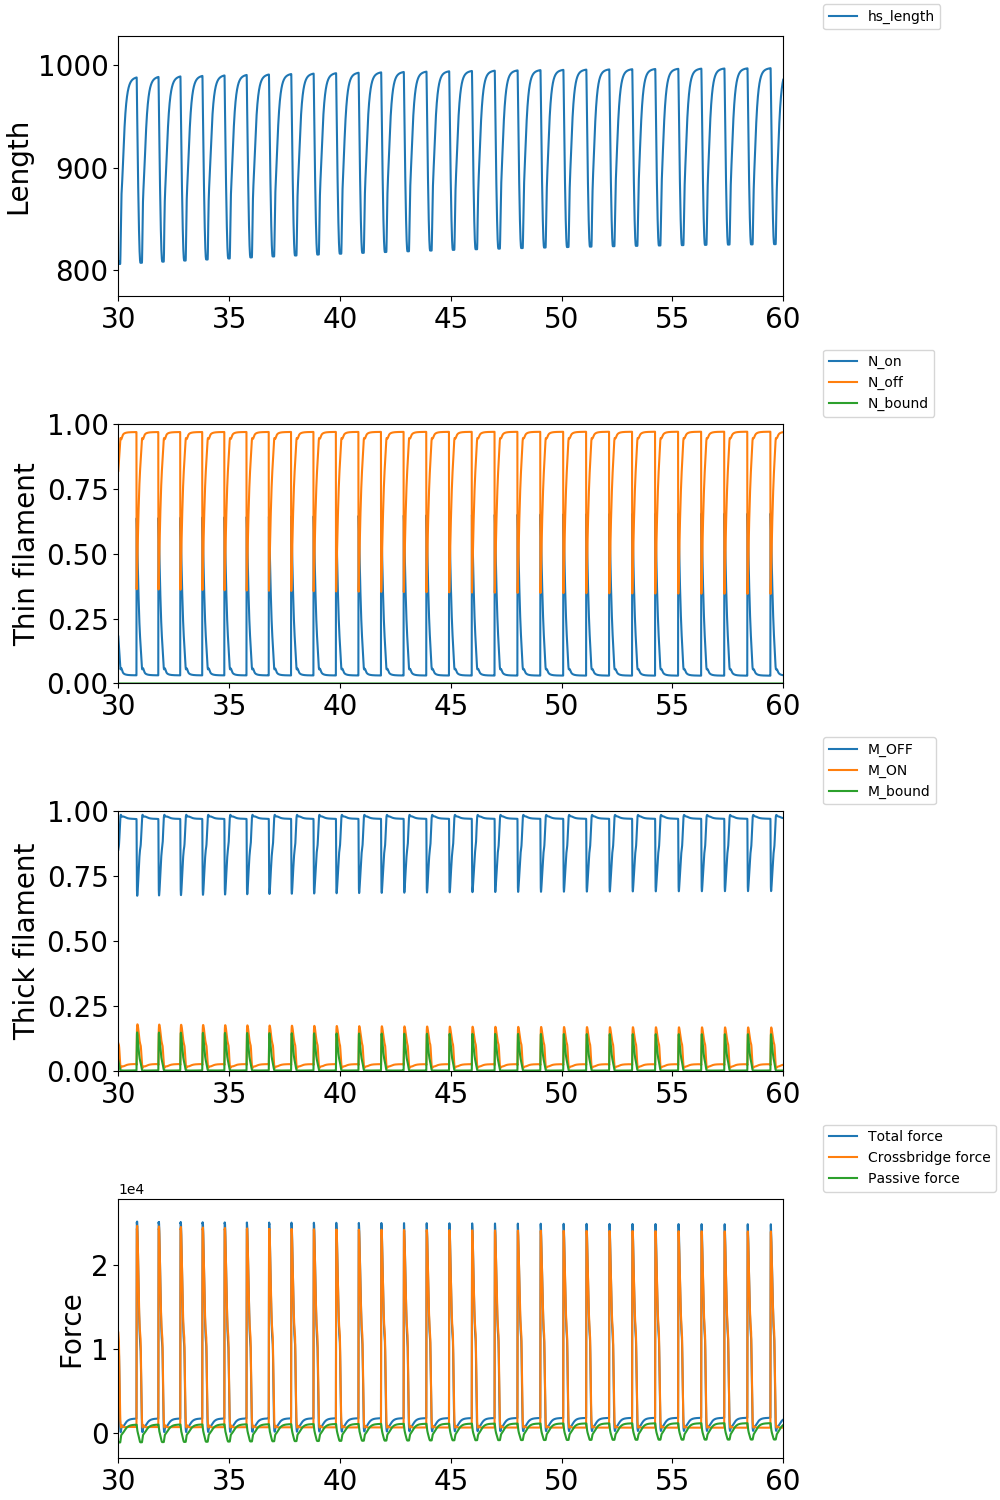 hs_length
1000
900
800
Length
30 35 40 45 50 55 60
N_on
N_off
N_bound
1.00
0.75
0.50
0.25
0.00
Thin filament
30 35 40 45 50 55 60
M_OFF
M_ON
M_bound
1.00
0.75
0.50
0.25
0.00
Thick filament
30 35 40 45 50 55 60
Total force
Crossbridge force
Passive force
1e4
2
1
0
Force
30 35 40 45 50 55 60